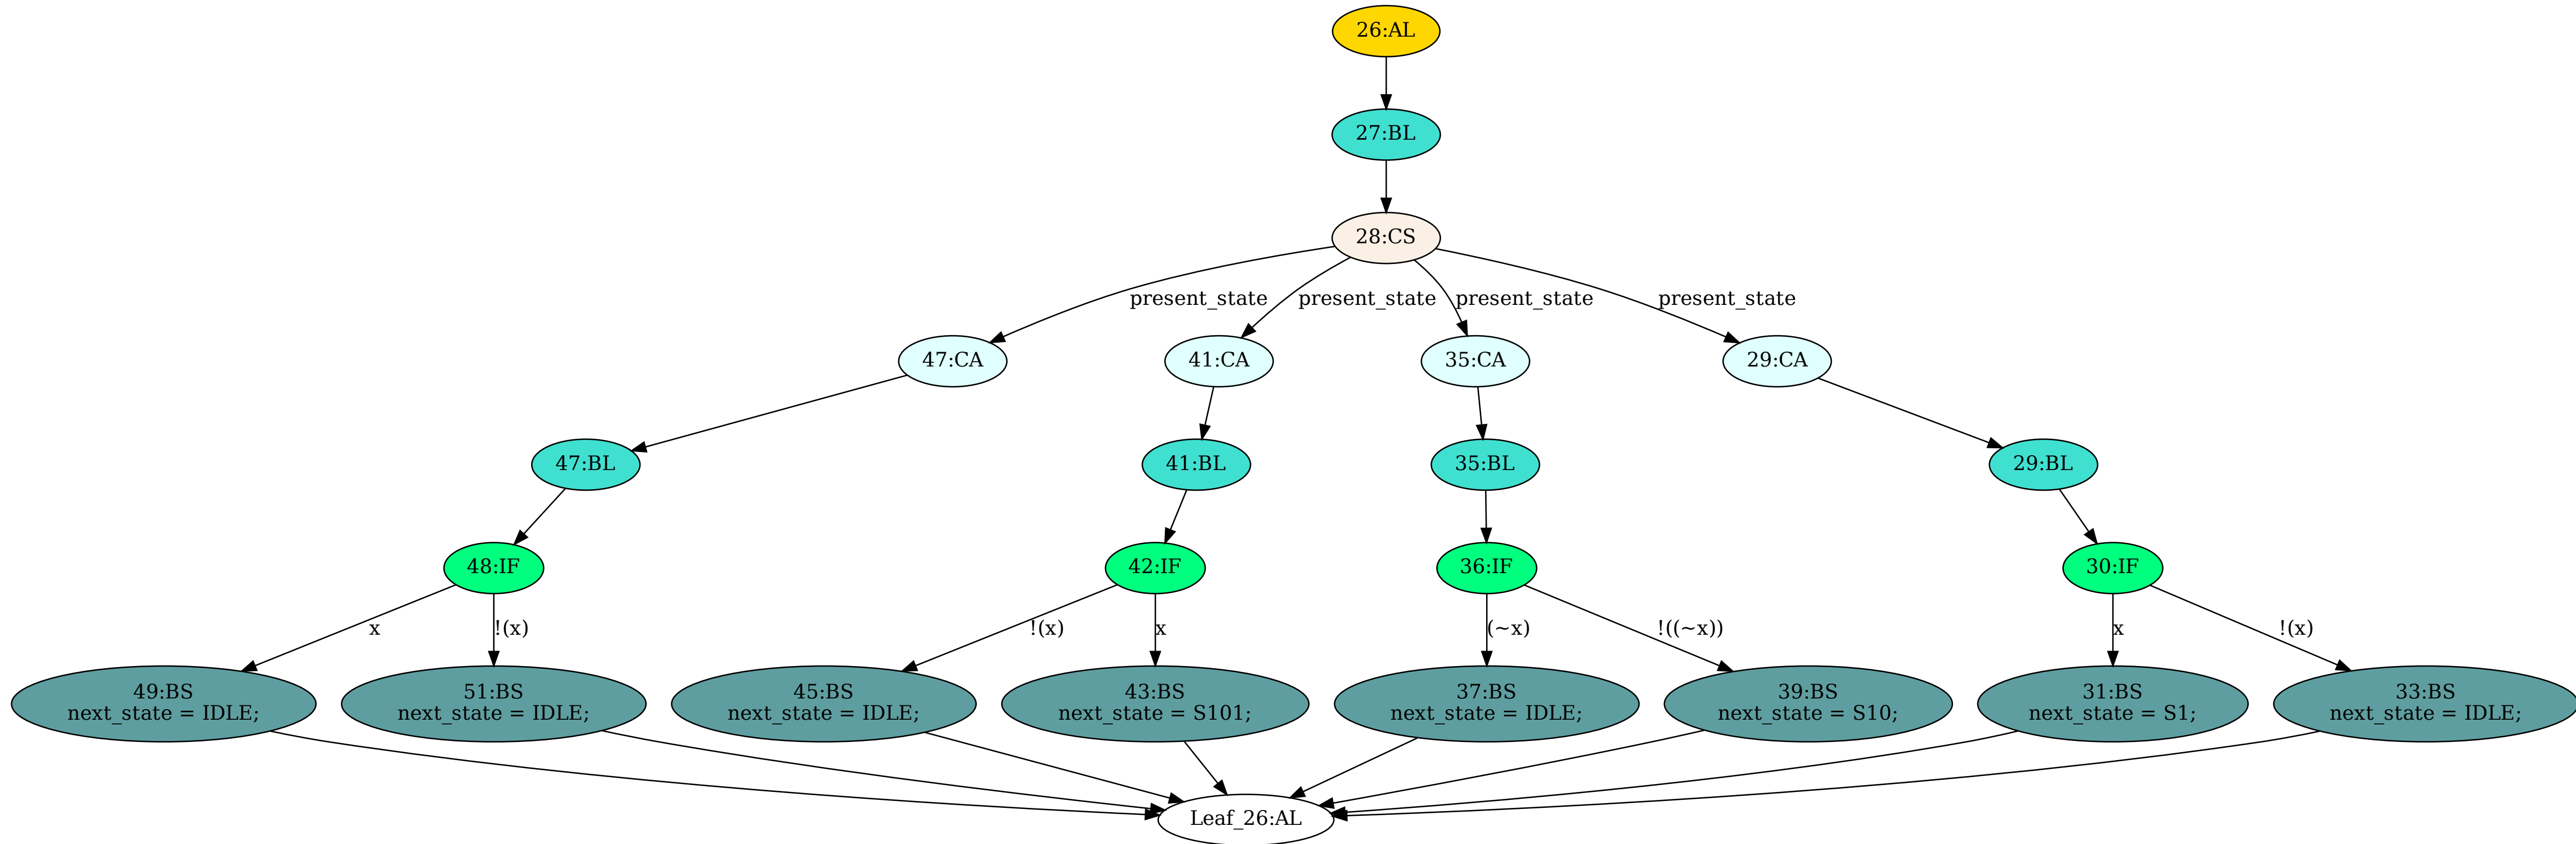 26:AL
27:BL
28:CS
present_state
present_state
present_state
present_state
47:CA
41:CA
35:CA
29:CA
47:BL
41:BL
35:BL
29:BL
48:IF
42:IF
36:IF
30:IF
x
!(x)
!(x)
x
(~x)
!((~x))
x
!(x)
49:BS
next_state = IDLE;
51:BS
next_state = IDLE;
45:BS
next_state = IDLE;
43:BS
next_state = S101;
37:BS
next_state = IDLE;
39:BS
next_state = S10;
31:BS
next_state = S1;
33:BS
next_state = IDLE;
Leaf_26:AL